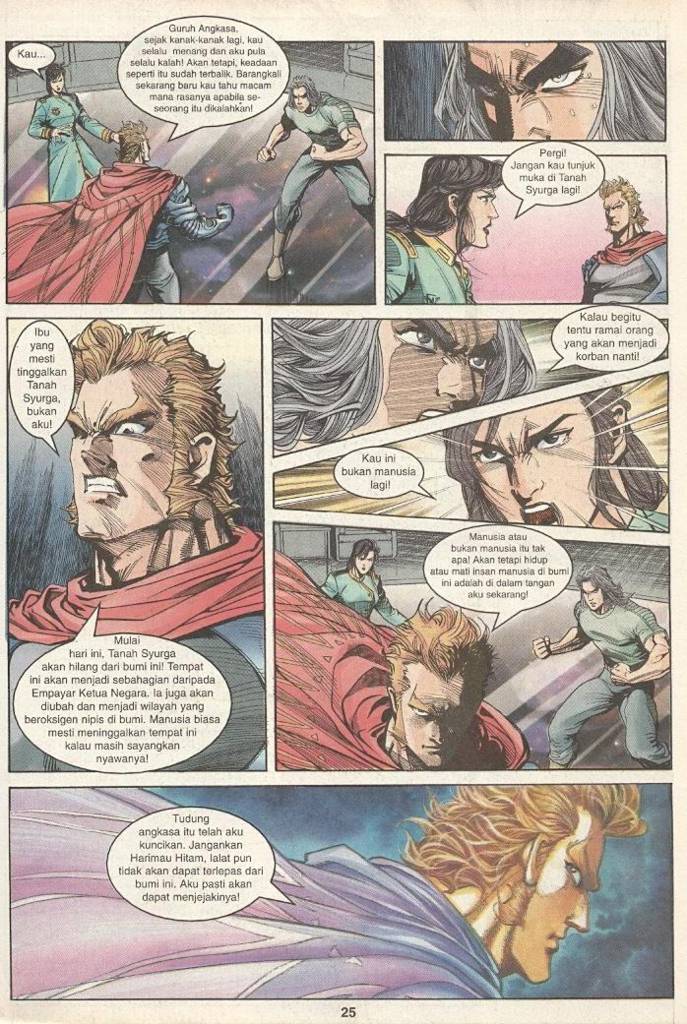 Kau...
Guruh Angkasa,
sejak kanak-kanak lagi, kau
selalu menang dan aku pula
selalu kalah! Akan tetapi, keadaan
seperti itu sudah terbalik. Barangkali
sekarang baru kau tahu macam
mana rasanya apabila se-
seorang itu dikalahkan!
Pergi!
Jangan kau tunjuk
muka di Tanah
Syurga lagi!
Ibu
yang
mesti
tinggalkan
Tanah
Syurga,
bukan
aku!
Mulai
hari ini, Tanah Syurga
akan hilang dari bumi ini! Tempat
ini akan menjadi sebahagian daripada
Empayar Ketua Negara. Ia juga akan
diubah dan menjadi wilayah yang
beroksigen nipis di bumi. Manusia biasa
mesti meninggalkan tempat ini
kalau masih sayangkan
nyawanya!
Kalau begitu
tentu ramai orang
yang akan menjadi
korban nanti!
Kau ini
bukan manusia
lagi!
Manusia atau
bukan manusia itu tak
apa! Akan tetapi hidup
atau mati insan manusia di bumi
ini adalah di dalam tangan
aku sekarang!
Tudung
angkasa itu telah aku
kuncikan. Jangankan
Harimau Hitam, lalat pun
tidak akan dapat terlepas dari
bumi ini. Aku pasti akan
dapat menjejakinya!
25